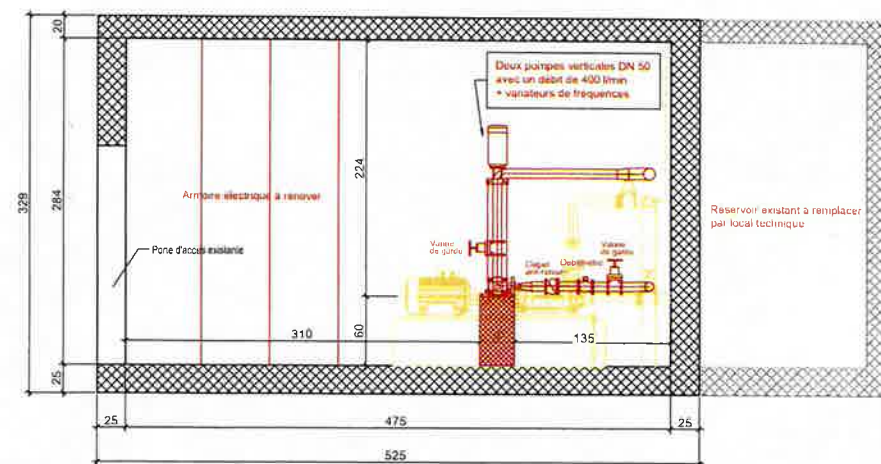 20
Deux pompes verticales DN 50
avec un débit de 400 l/min
+ variateurs de fréquences
224
329
284
Armoire électrique à rénover
Réservoir existant à remplacer
par local technique
Porte d'accès existante
Vanne
de garde
Vanne
de garde
Clapet
anti-retour
Débitmètre
310
60
135
25
25
475
25
525